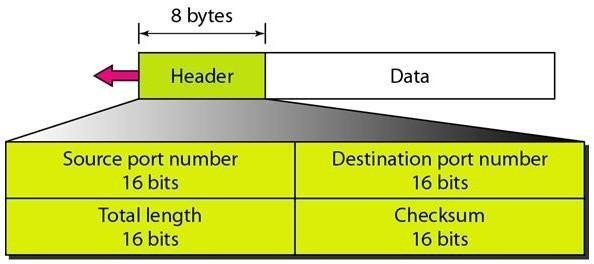 8 bytes
Header
Data
Source port number
16 bits
Destination port number
16 bits
Total length
16 bits
Checksum
16 bits